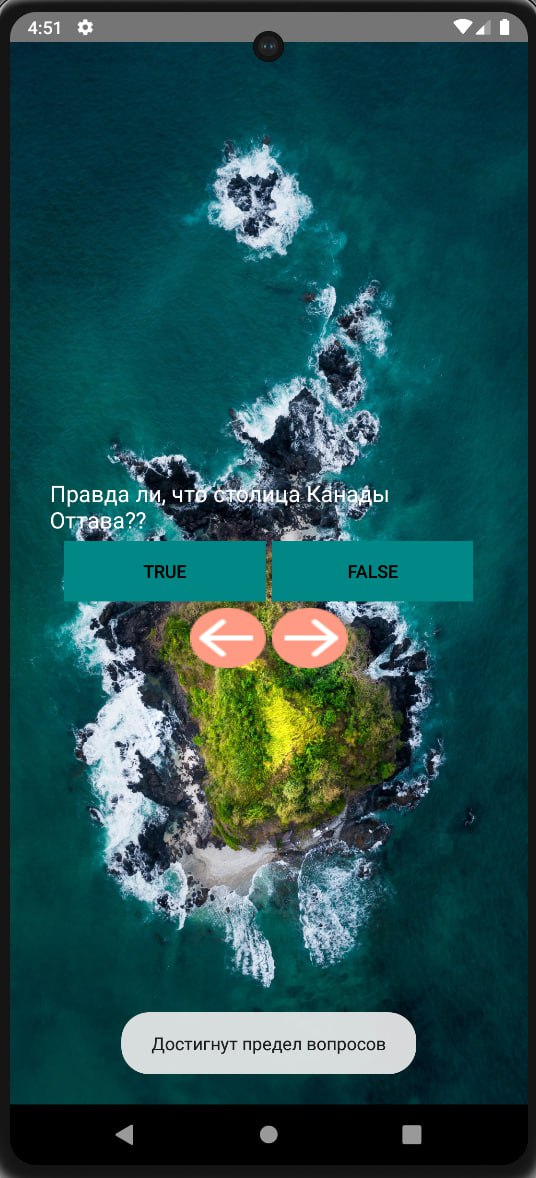 4:51
Правда ли, что столица Канады
Оттава??
TRUE
FALSE
Достигнут предел вопросов